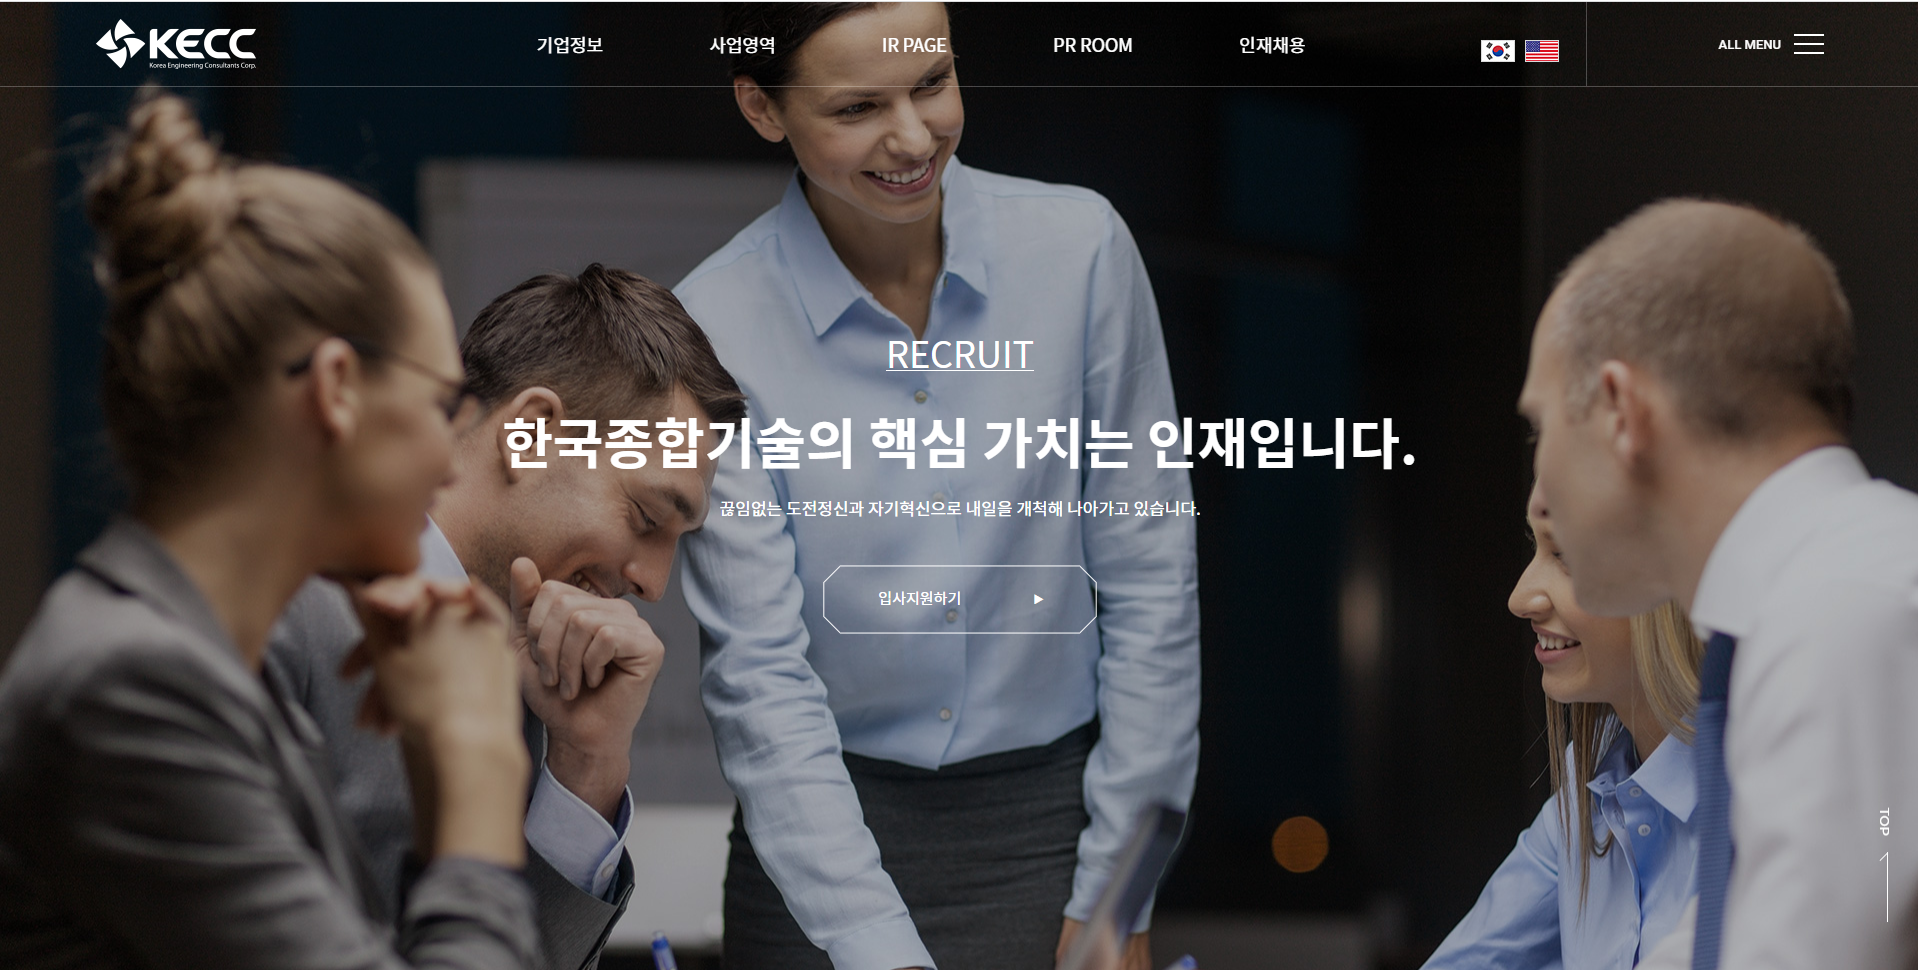 KECC
Korea Engineering Consultants Corp.
기업정보
사업영역
IR PAGE
PR ROOM
인재채용
ALL MENU
RECRUIT
한국종합기술의 핵심 가치는 인재입니다.
끊임없는 도전정신과 자기혁신으로 내일을 개척해 나아가고 있습니다.
입사지원하기
TOP